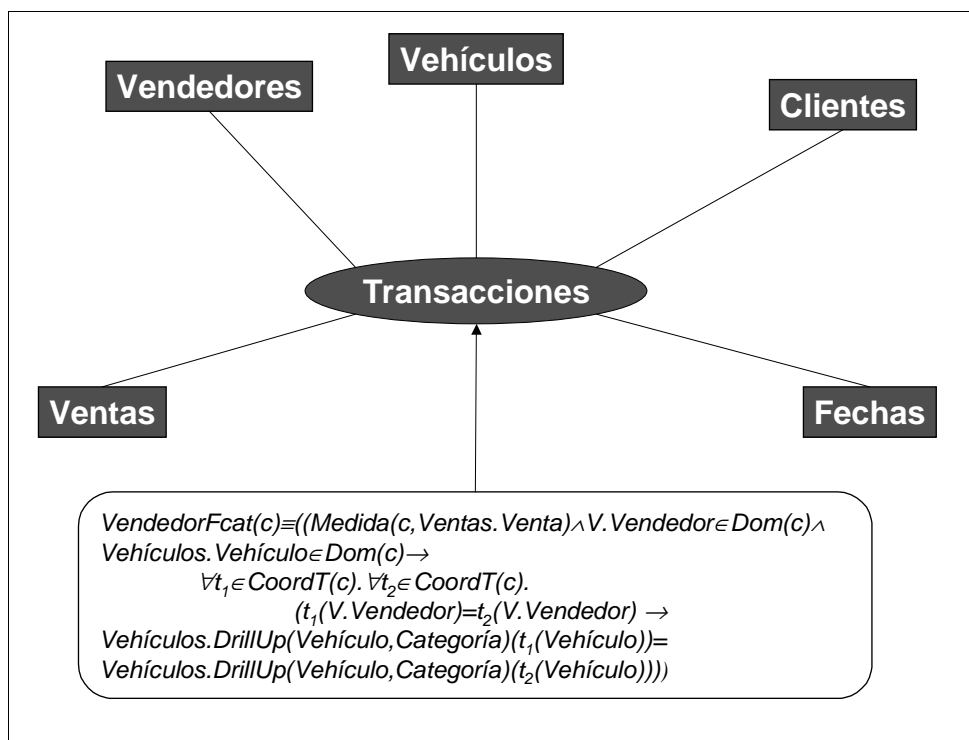 Vehículos
Vendedores
Clientes
Transacciones
Ventas
Fechas
VendedorFcat(c)≡((Medida(c,Ventas.Venta)∧V.Vendedor∈Dom(c)∧
Vehículos.Vehículo∈Dom(c)→
∀t₁∈CoordT(c).∀t₂∈CoordT(c).
(t₁(V.Vendedor)=t₂(V.Vendedor) →
Vehículos.DrillUp(Vehículo,Categoría)(t₁(Vehículo))=
Vehículos.DrillUp(Vehículo,Categoría)(t₂(Vehículo))))